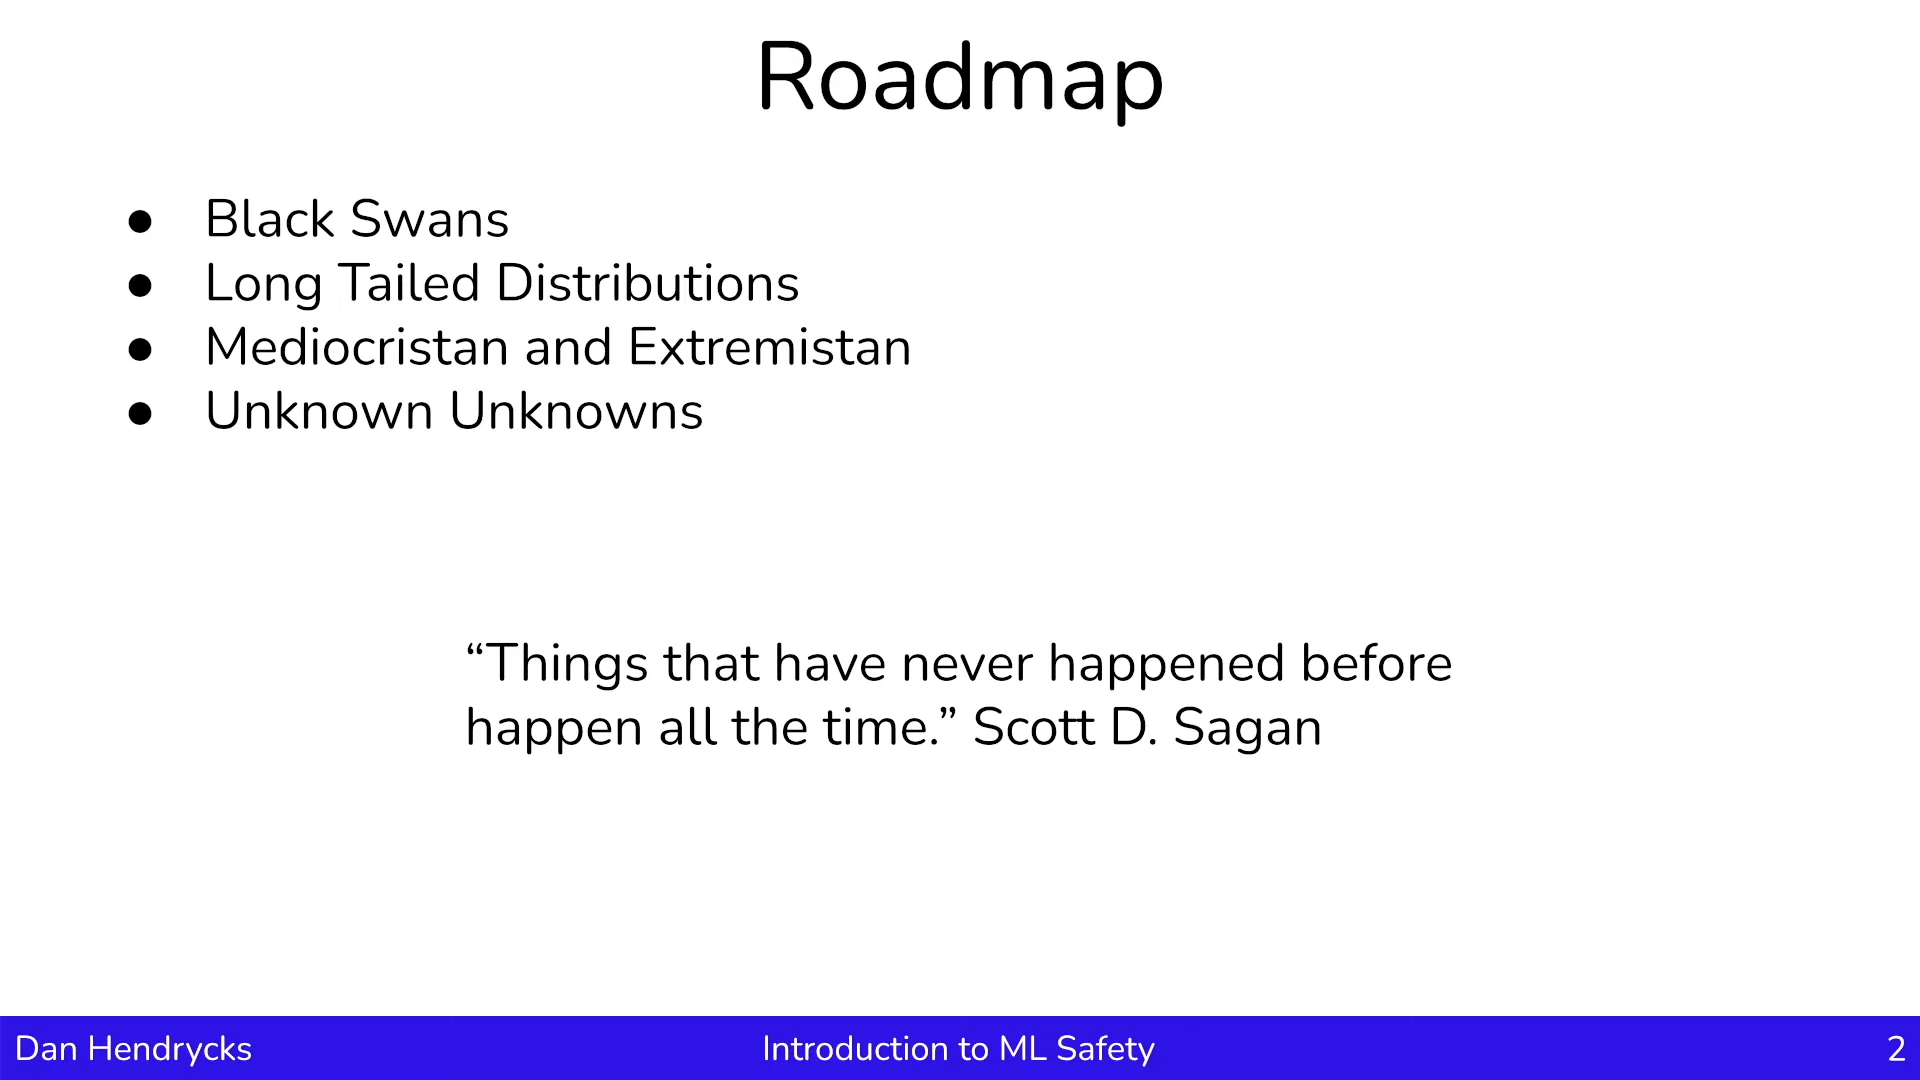 Roadmap
● Black Swans
● Long Tailed Distributions
● Mediocristan and Extremistan
● Unknown Unknowns
“Things that have never happened before
happen all the time.” Scott D. Sagan
Dan Hendrycks
Introduction to ML Safety
2